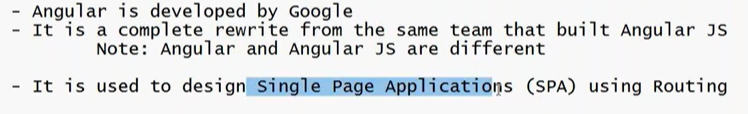 - Angular is developed by Google
- It is a complete rewrite from the same team that built Angular JS
Note: Angular and Angular JS are different
- It is used to design Single Page Applications (SPA) using Routing